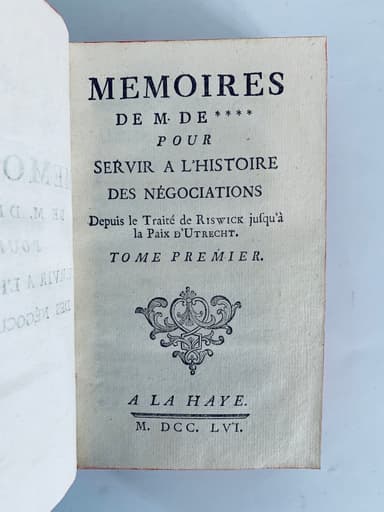 MEMOIRES
DE M. DE ****
POUR
SERVIR A L'HISTOIRE
DES NÉGOCIATIONS
Depuis le Traité de RISWICK jusqu'à
la PAIX D'UTRECHT.
TOME PREMIER.
A LA HAYE.
M. DCC. LVI.